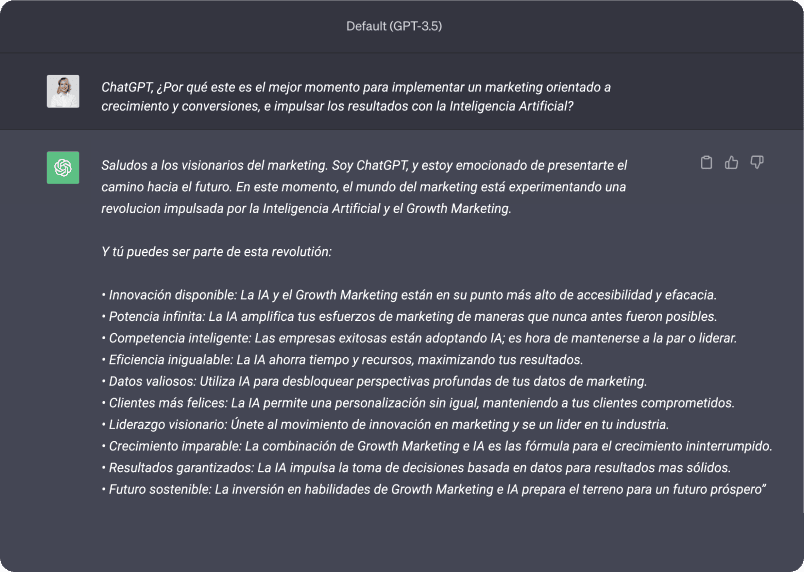 Default (GPT-3.5)
ChatGPT, ¿Por qué este es el mejor momento para implementar un marketing orientado a
crecimiento y conversiones, e impulsar los resultados con la Inteligencia Artificial?
Saludos a los visionarios del marketing. Soy ChatGPT, y estoy emocionado de presentarte el
camino hacia el futuro. En este momento, el mundo del marketing está experimentando una
revolucion impulsada por la Inteligencia Artificial y el Growth Marketing.
Y tú puedes ser parte de esta revolutión:
• Innovación disponible: La IA y el Growth Marketing están en su punto más alto de accesibilidad y efacacia.
• Potencia infinita: La IA amplifica tus esfuerzos de marketing de maneras que nunca antes fueron posibles.
• Competencia inteligente: Las empresas exitosas están adoptando IA; es hora de mantenerse a la par o liderar.
• Eficiencia inigualable: La IA ahorra tiempo y recursos, maximizando tus resultados.
• Datos valiosos: Utiliza IA para desbloquear perspectivas profundas de tus datos de marketing.
• Clientes más felices: La IA permite una personalización sin igual, manteniendo a tus clientes comprometidos.
• Liderazgo visionario: Únete al movimiento de innovación en marketing y se un lider en tu industria.
• Crecimiento imparable: La combinación de Growth Marketing e IA es las fórmula para el crecimiento ininterrumpido.
• Resultados garantizados: La IA impulsa la toma de decisiones basada en datos para resultados mas sólidos.
• Futuro sostenible: La inversión en habilidades de Growth Marketing e IA prepara el terreno para un futuro próspero”